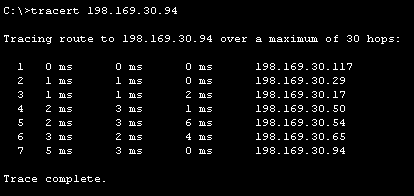 C:\>tracert 198.169.30.94
Tracing route to 198.169.30.94 over a maximum of 30 hops:
1 0 ms 0 ms 0 ms 198.169.30.117
2 1 ms 1 ms 0 ms 198.169.30.29
3 1 ms 1 ms 2 ms 198.169.30.17
4 2 ms 3 ms 1 ms 198.169.30.50
5 2 ms 3 ms 6 ms 198.169.30.54
6 3 ms 2 ms 4 ms 198.169.30.65
7 5 ms 3 ms 0 ms 198.169.30.94
Trace complete.